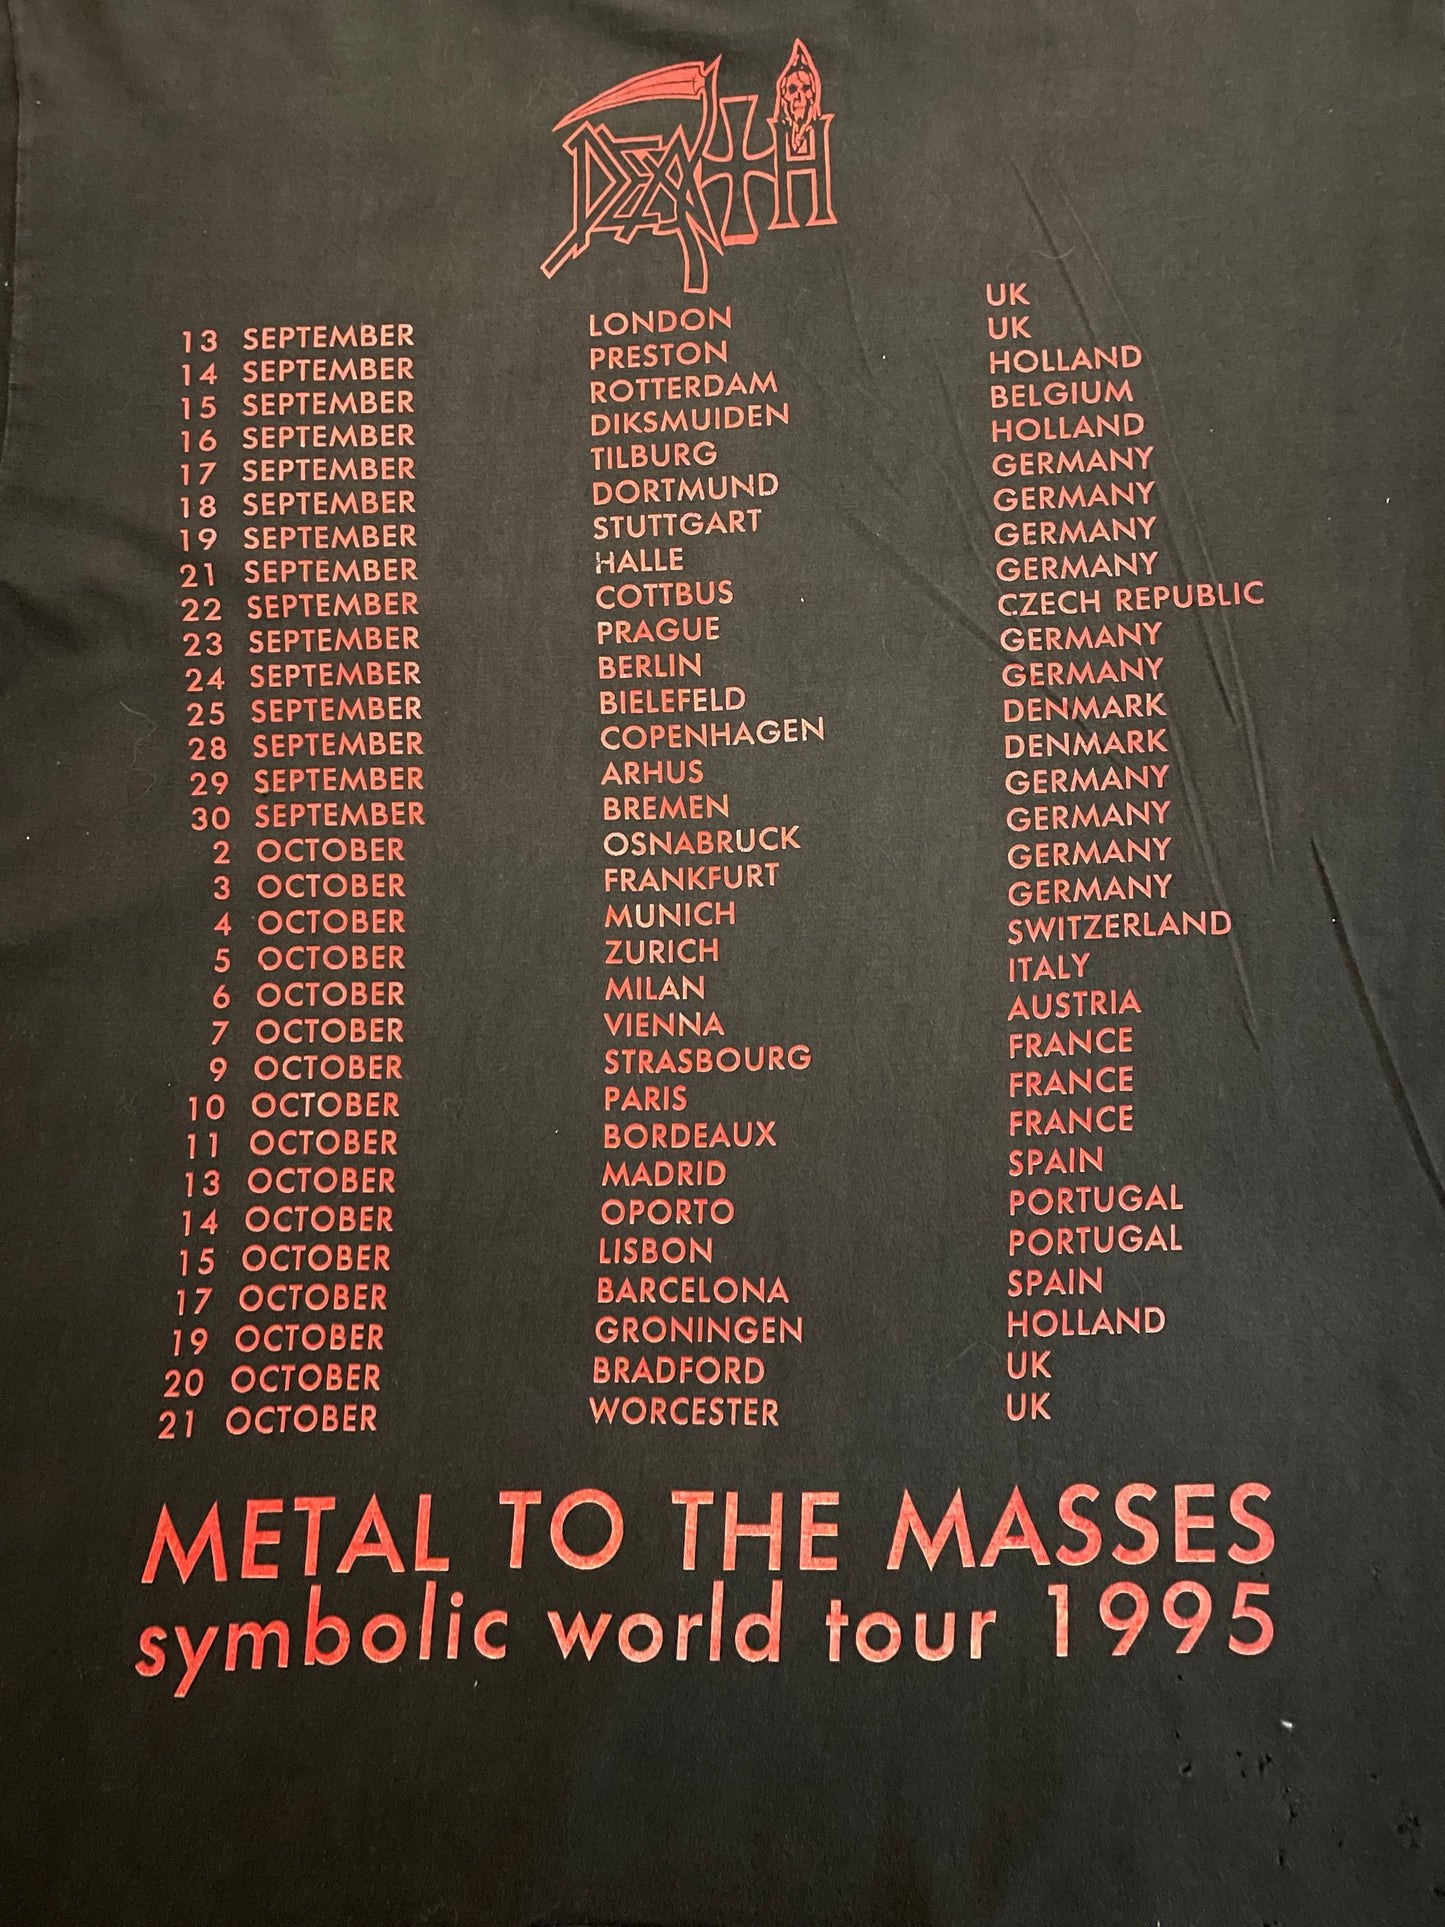 DEATH
13 SEPTEMBER LONDON UK
14 SEPTEMBER PRESTON UK
15 SEPTEMBER ROTTERDAM HOLLAND
16 SEPTEMBER DIKSMUIDEN BELGIUM
17 SEPTEMBER TILBURG HOLLAND
18 SEPTEMBER DORTMUND GERMANY
19 SEPTEMBER STUTTGART GERMANY
21 SEPTEMBER HALLE GERMANY
22 SEPTEMBER COTTBUS GERMANY
23 SEPTEMBER PRAGUE CZECH REPUBLIC
24 SEPTEMBER BERLIN GERMANY
25 SEPTEMBER BIELEFELD GERMANY
28 SEPTEMBER COPENHAGEN DENMARK
29 SEPTEMBER ARHUS DENMARK
30 SEPTEMBER BREMEN GERMANY
2 OCTOBER OSNABRUCK GERMANY
3 OCTOBER FRANKFURT GERMANY
4 OCTOBER MUNICH GERMANY
5 OCTOBER ZURICH SWITZERLAND
6 OCTOBER MILAN ITALY
7 OCTOBER VIENNA AUSTRIA
9 OCTOBER STRASBOURG FRANCE
10 OCTOBER PARIS FRANCE
11 OCTOBER BORDEAUX FRANCE
13 OCTOBER MADRID SPAIN
14 OCTOBER OPORTO PORTUGAL
15 OCTOBER LISBON PORTUGAL
17 OCTOBER BARCELONA SPAIN
19 OCTOBER GRONINGEN HOLLAND
20 OCTOBER BRADFORD UK
21 OCTOBER WORCESTER UK
METAL TO THE MASSES
symbolic world tour 1995